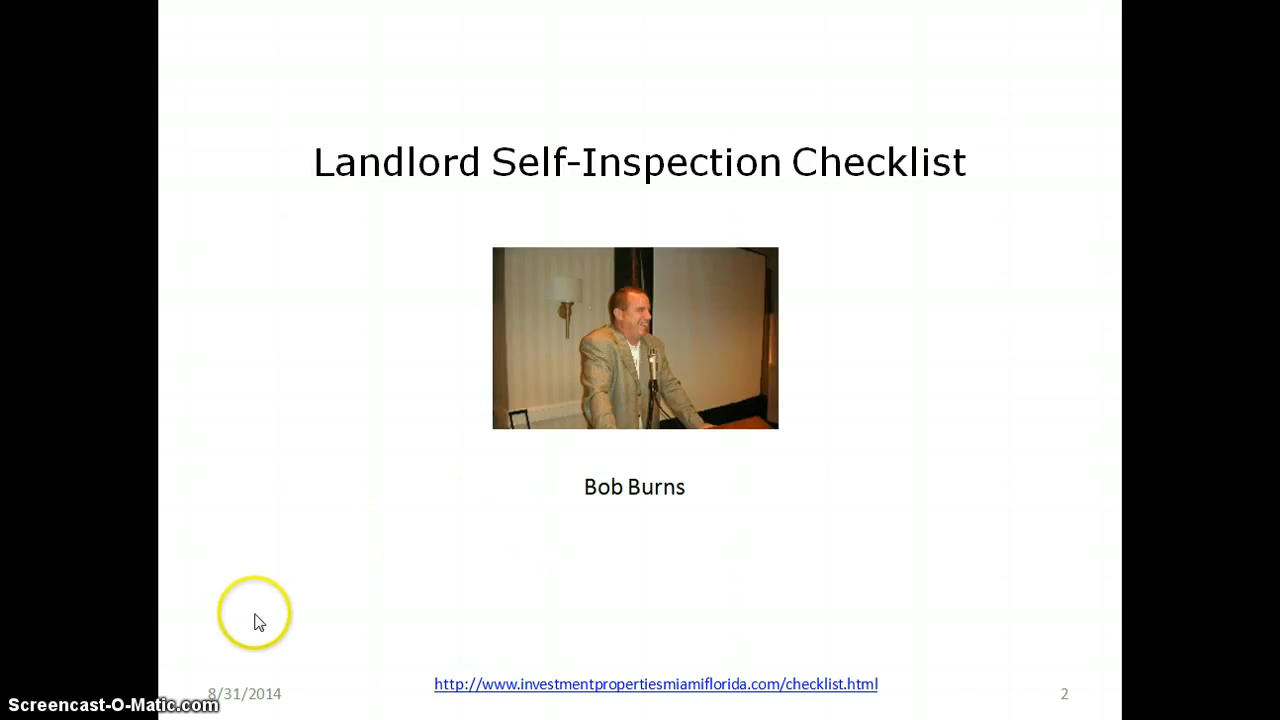 Landlord Self-Inspection Checklist
Bob Burns
http://www.investmentpropertiesmiamiflorida.com/checklist.html
8/31/2014
2
Screencast-O-Matic.com